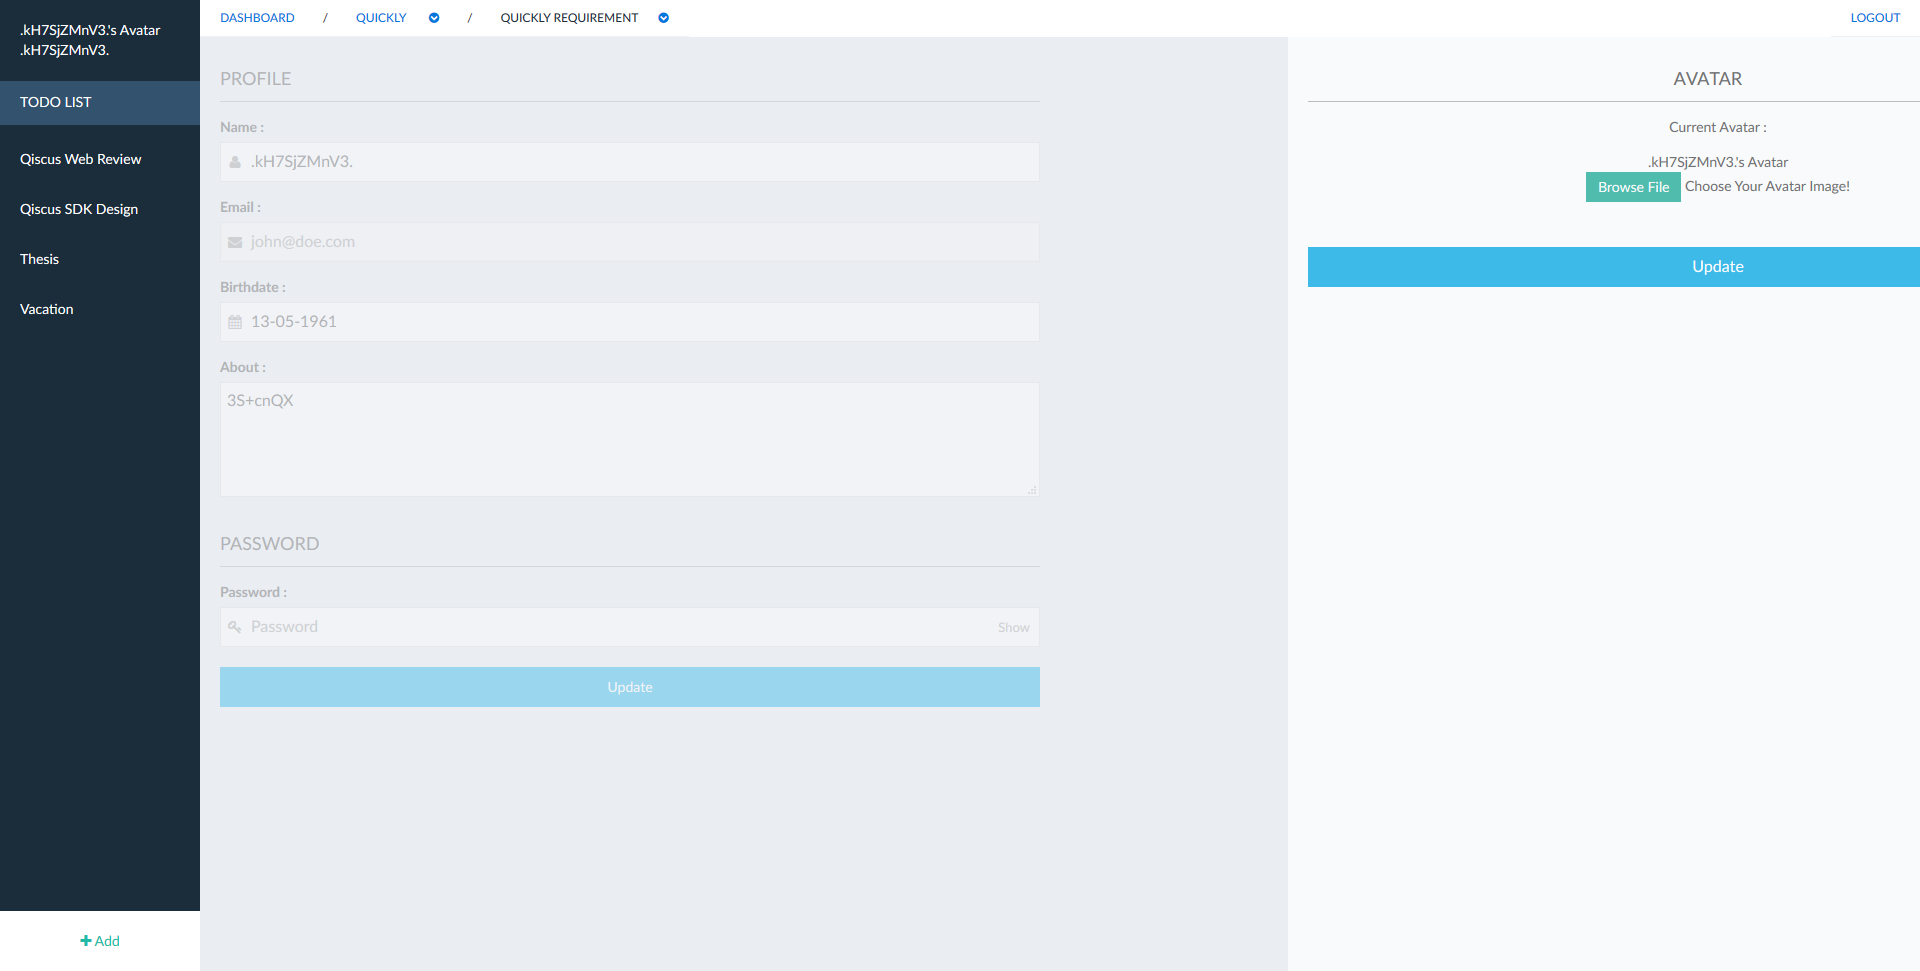 .kH7SjZMnV3.'s Avatar
.kH7SjZMnV3.
TODO LIST
Qiscus Web Review
Qiscus SDK Design
Thesis
Vacation
Add
DASHBOARD / QUICKLY / QUICKLY REQUIREMENT
LOGOUT
PROFILE
Name :
.kH7SjZMnV3.
Email :
john@doe.com
Birthdate :
13-05-1961
About :
3S+cnQX
PASSWORD
Password :
Password Show
Update
AVATAR
Current Avatar :
.kH7SjZMnV3.'s Avatar
Browse File Choose Your Avatar Image!
Update